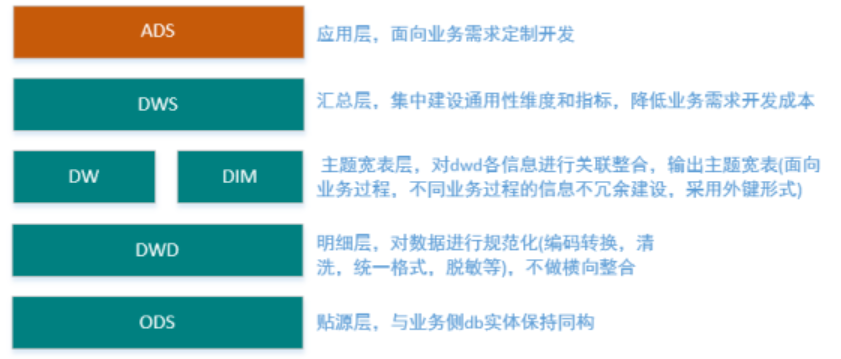 ADS
应用层，面向业务需求定制开发
DWS
汇总层，集中建设通用性维度和指标，降低业务需求开发成本
DW
DIM
主题宽表层，对dwd各信息进行关联整合，输出主题宽表(面向
业务过程，不同业务过程的信息不冗余建设，采用外键形式)
DWD
明细层，对数据进行规范化(编码转换，清
洗，统一格式，脱敏等)，不做横向整合
ODS
贴源层，与业务侧db实体保持同构